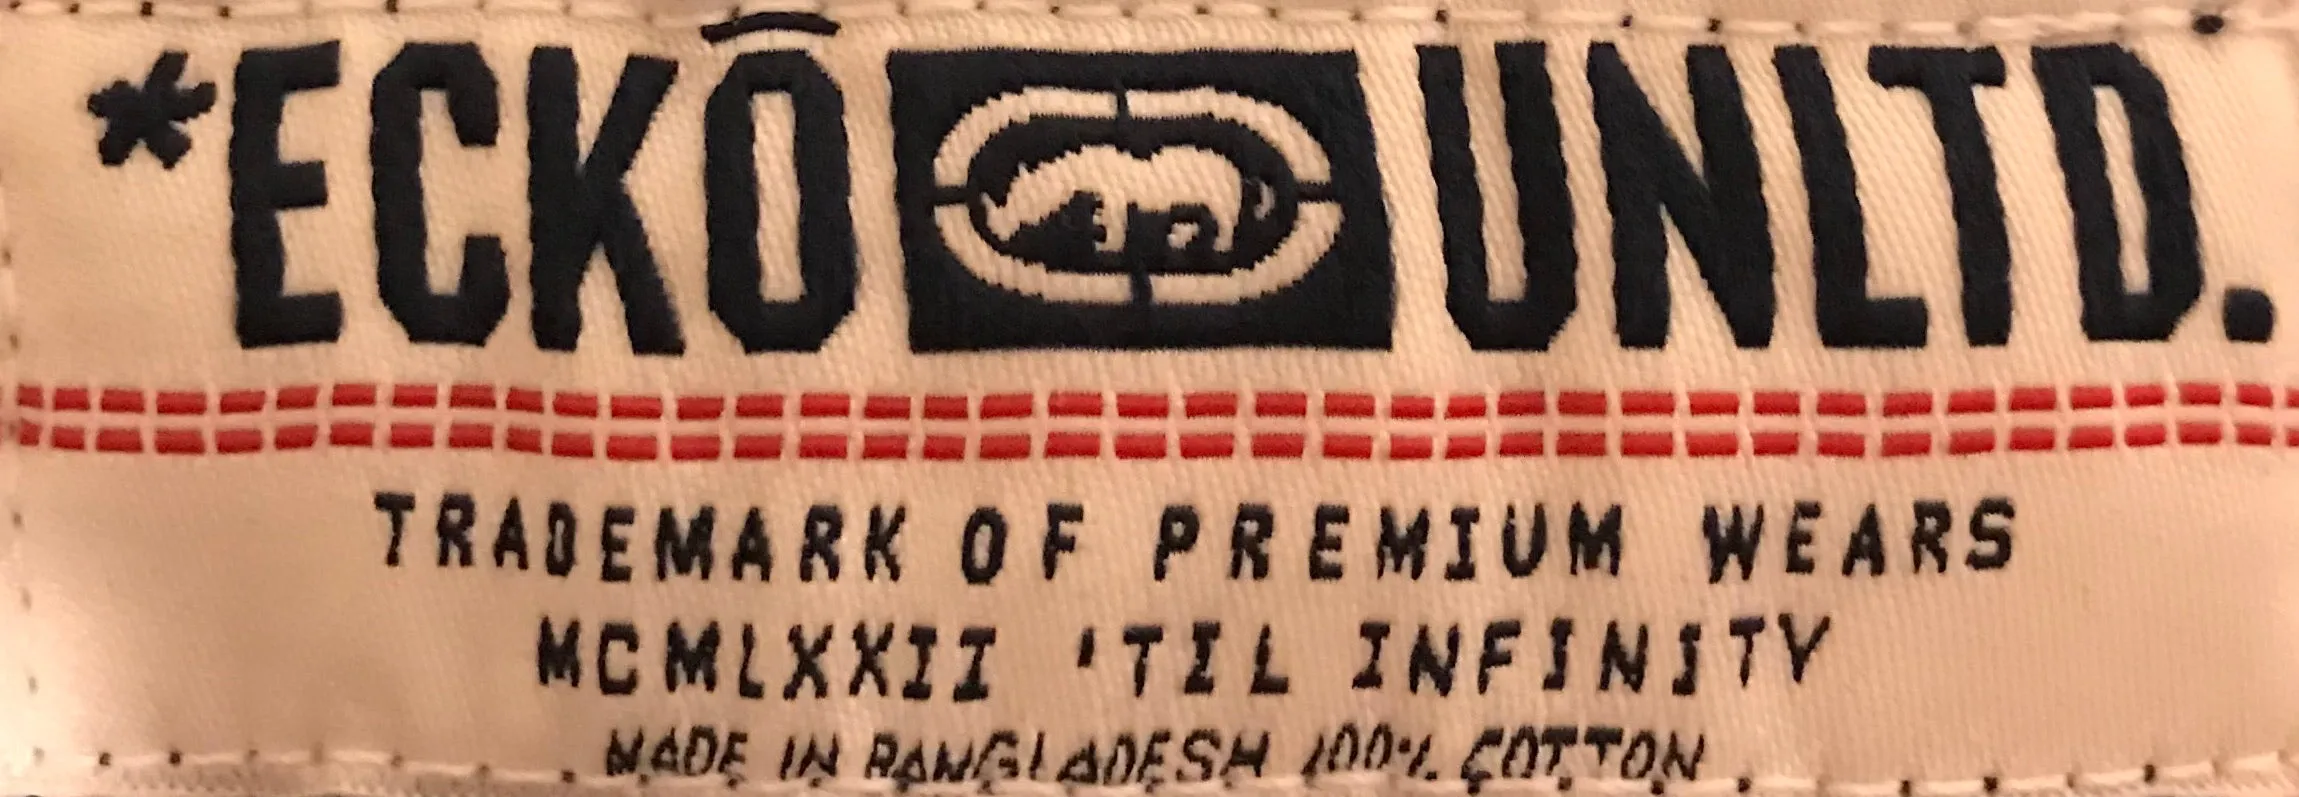 *ECKŌ UNLTD.
TRADEMARK OF PREMIUM WEARS
MCMLXXII 'TIL INFINITY
MADE IN BANGLADESH 100% COTTON